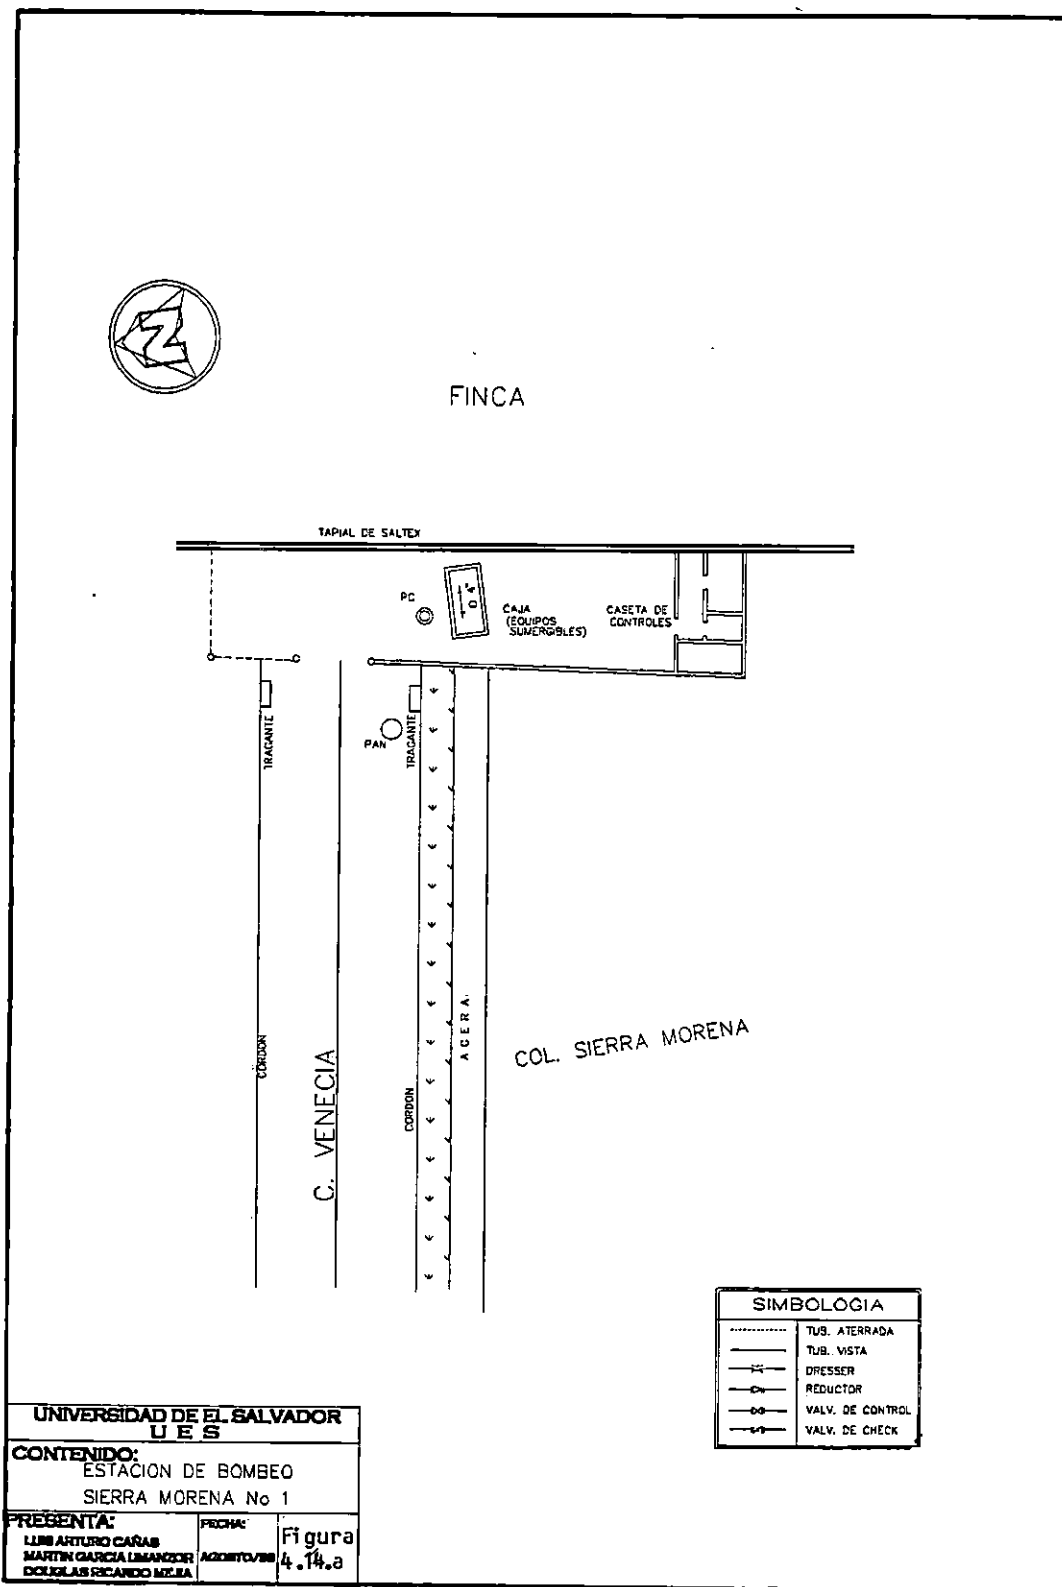 N
FINCA
TAPIAL DE SALTEX
PC
4"
CAJA
(EQUIPOS
SUMERGIBLES)
CASETA DE
CONTROLES
TRAGANTE
PAN
TRAGANTE
CORDON
C. VENECIA
CORDON
ACERA
COL. SIERRA MORENA
SIMBOLOGIA
TUB. ATERRADA
TUB. VISTA
DRESSER
REDUCTOR
VALV. DE CONTROL
VALV. DE CHECK
UNIVERSIDAD DE EL SALVADOR
U E S
CONTENIDO:
ESTACION DE BOMBEO
SIERRA MORENA No 1
PRESENTA:
LUIS ARTURO CAÑAS
MARTIN GARCIA LIMANZOR
DOUGLAS RICARDO MEJIA
FECHA:
Figura
4.14.a